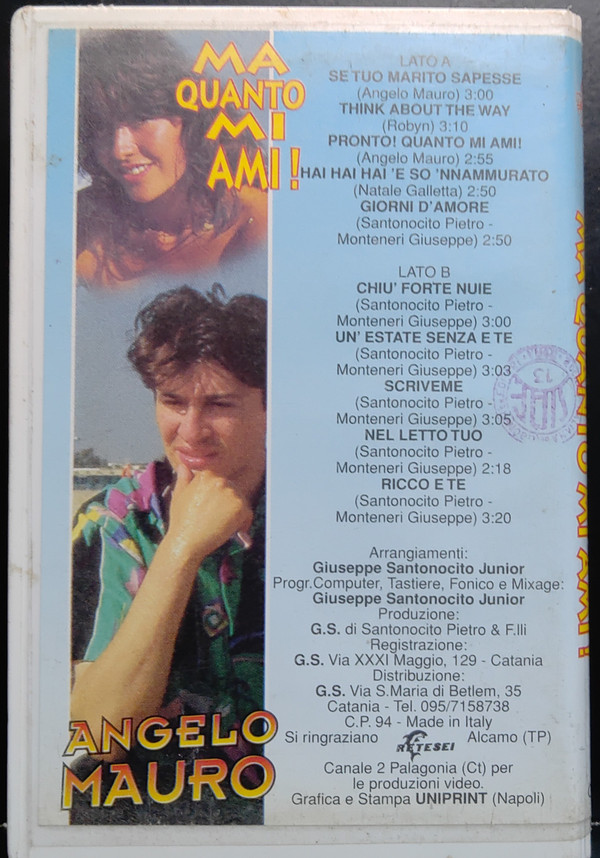 MA
QUANTO
MI
AMI!
LATO A
SE TUO MARITO SAPESSE
(Angelo Mauro) 3:00
THINK ABOUT THE WAY
(Robyn) 3:10
PRONTO! QUANTO MI AMI!
(Angelo Mauro) 2:55
HAI HAI HAI 'E SO 'NNAMMURATO
(Natale Galletta) 2:50
GIORNI D'AMORE
(Santonocito Pietro -
Monteneri Giuseppe) 2:50
LATO B
CHIU' FORTE NUIE
(Santonocito Pietro -
Monteneri Giuseppe) 3:00
UN' ESTATE SENZA E TE
(Santonocito Pietro -
Monteneri Giuseppe) 3:03
SCRIVEME
(Santonocito Pietro -
Monteneri Giuseppe) 3:05
NEL LETTO TUO
(Santonocito Pietro -
Monteneri Giuseppe) 2:18
RICCO E TE
(Santonocito Pietro -
Monteneri Giuseppe) 3:20
Arrangiamenti:
Giuseppe Santonocito Junior
Progr.Computer, Tastiere, Fonico e Mixage:
Giuseppe Santonocito Junior
Produzione:
G.S. di Santonocito Pietro & F.lli
Registrazione:
G.S. Via XXXI Maggio, 129 - Catania
Distribuzione:
G.S. Via S.Maria di Betlem, 35
Catania - Tel. 095/7158738
C.P. 94 - Made in Italy
Si ringraziano RETESEI Alcamo (TP)
Canale 2 Palagonia (Ct) per
le produzioni video.
Grafica e Stampa UNIPRINT (Napoli)
ANGELO
MAURO
MA QUANTO MI AMI!
SIAE
13